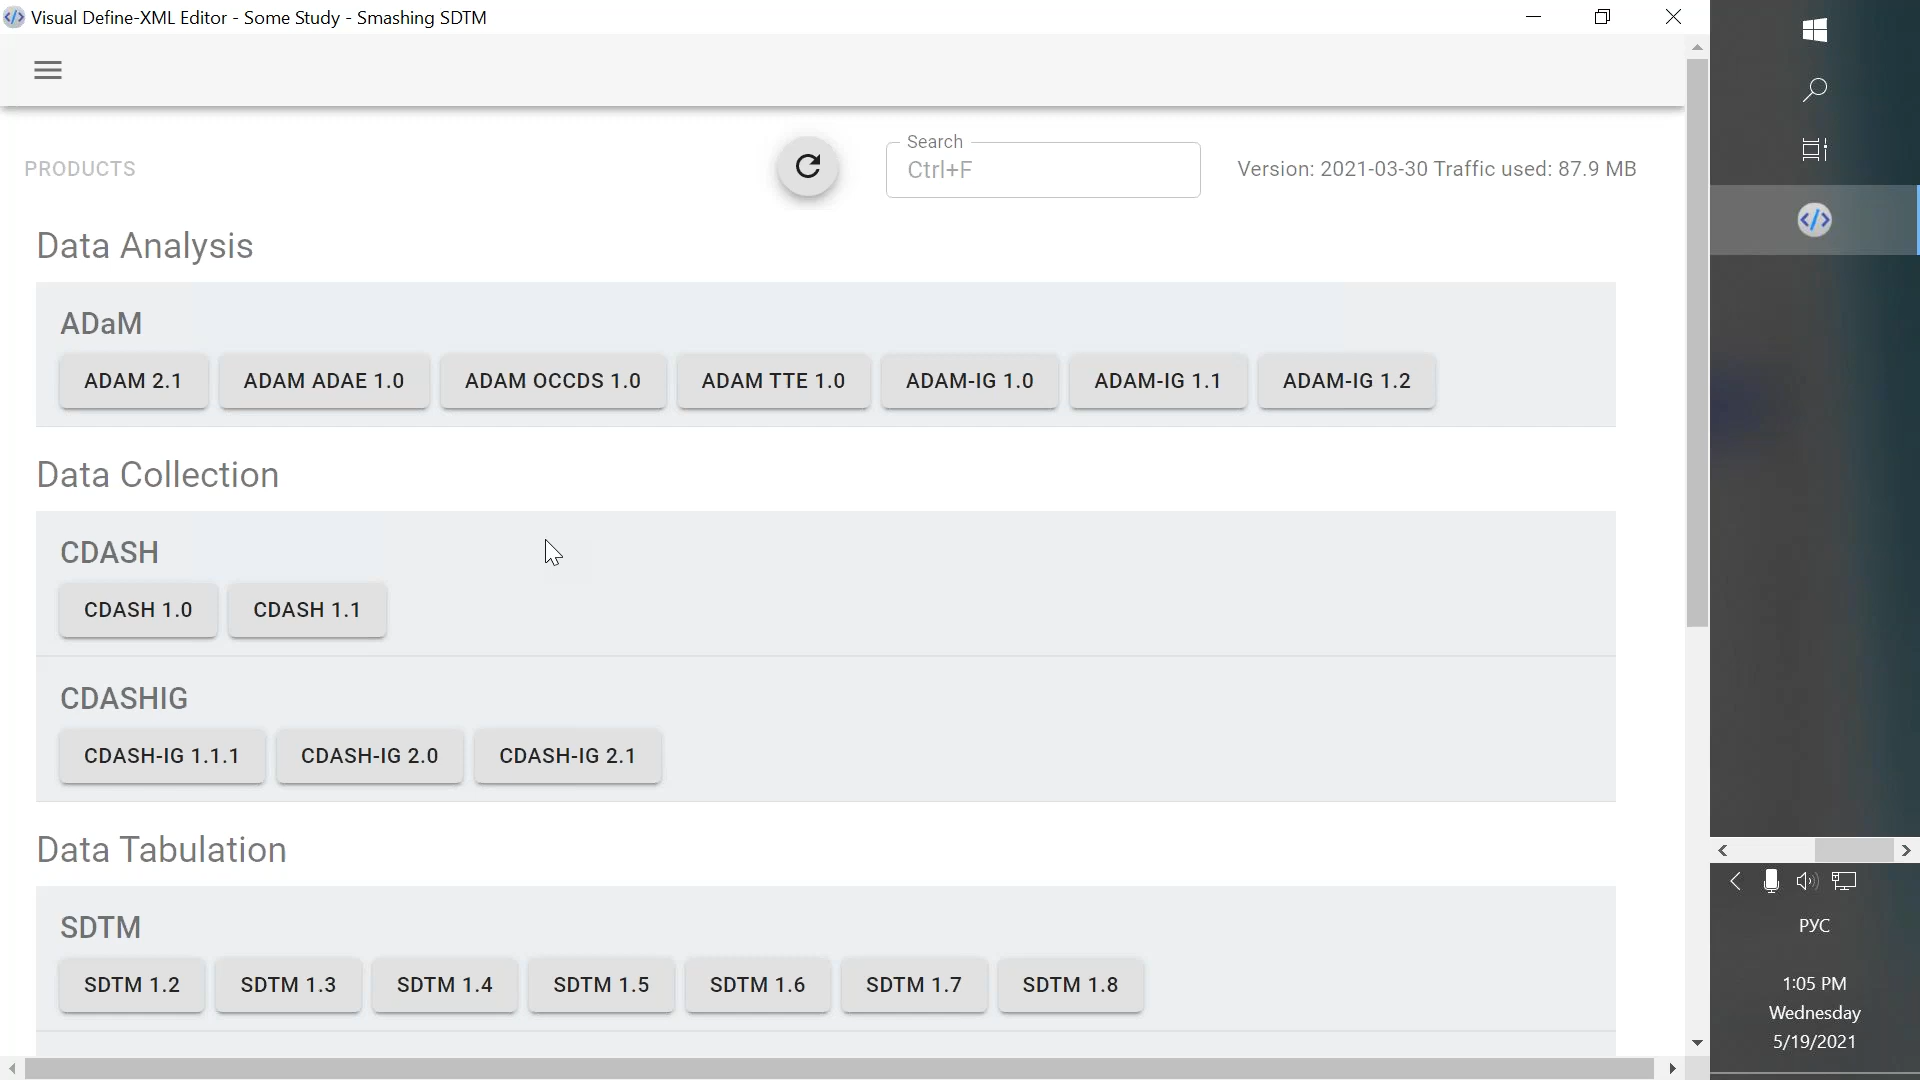 Visual Define-XML Editor - Some Study - Smashing SDTM
PRODUCTS
Search
Ctrl+F
Version: 2021-03-30 Traffic used: 87.9 MB
Data Analysis
ADaM
ADAM 2.1 ADAM ADAE 1.0 ADAM OCCDS 1.0 ADAM TTE 1.0 ADAM-IG 1.0 ADAM-IG 1.1 ADAM-IG 1.2
Data Collection
CDASH
CDASH 1.0 CDASH 1.1
CDASHIG
CDASH-IG 1.1.1 CDASH-IG 2.0 CDASH-IG 2.1
Data Tabulation
SDTM
SDTM 1.2 SDTM 1.3 SDTM 1.4 SDTM 1.5 SDTM 1.6 SDTM 1.7 SDTM 1.8
РУС
1:05 PM
Wednesday
5/19/2021